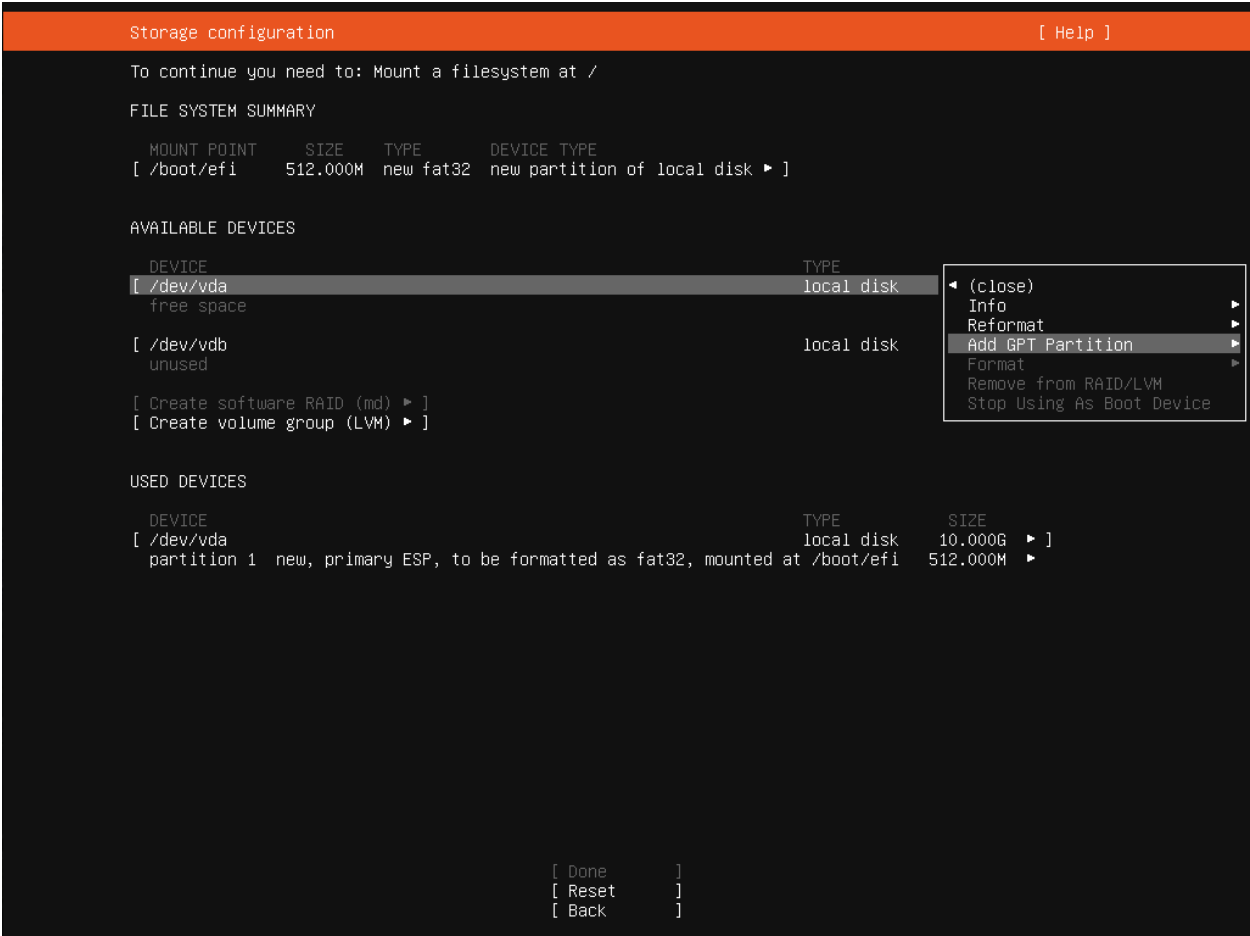 Storage configuration [ Help ]
To continue you need to: Mount a filesystem at /
FILE SYSTEM SUMMARY
MOUNT POINT SIZE TYPE DEVICE TYPE
[ /boot/efi 512.000M new fat32 new partition of local disk ▸ ]
AVAILABLE DEVICES
DEVICE TYPE
[ /dev/vda local disk
free space
[ /dev/vdb local disk
unused
[ Create software RAID (md) ▸ ]
[ Create volume group (LVM) ▸ ]
◂ (close)
Info ▸
Reformat ▸
Add GPT Partition ▸
Format ▸
Remove from RAID/LVM
Stop Using As Boot Device
USED DEVICES
DEVICE TYPE SIZE
[ /dev/vda local disk 10.000G ▸ ]
partition 1 new, primary ESP, to be formatted as fat32, mounted at /boot/efi 512.000M ▸
[ Done ]
[ Reset ]
[ Back ]